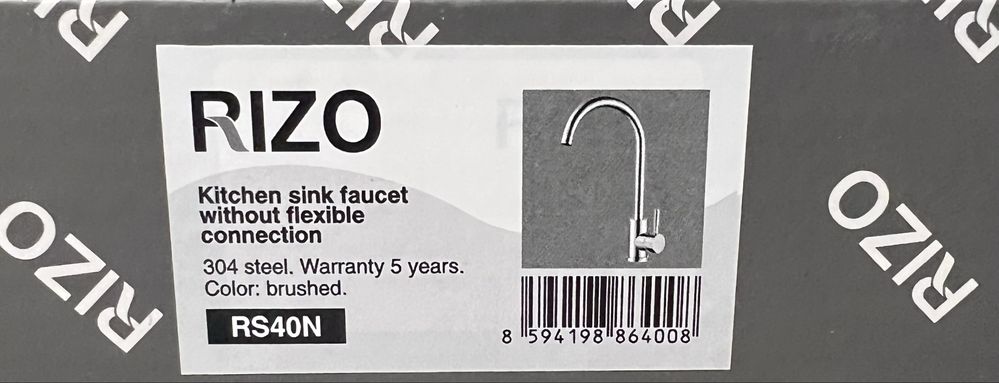 RIZO
RIZO
Kitchen sink faucet
without flexible
connection
304 steel. Warranty 5 years.
Color: brushed.
RS40N
8 594198 864008
RIZO